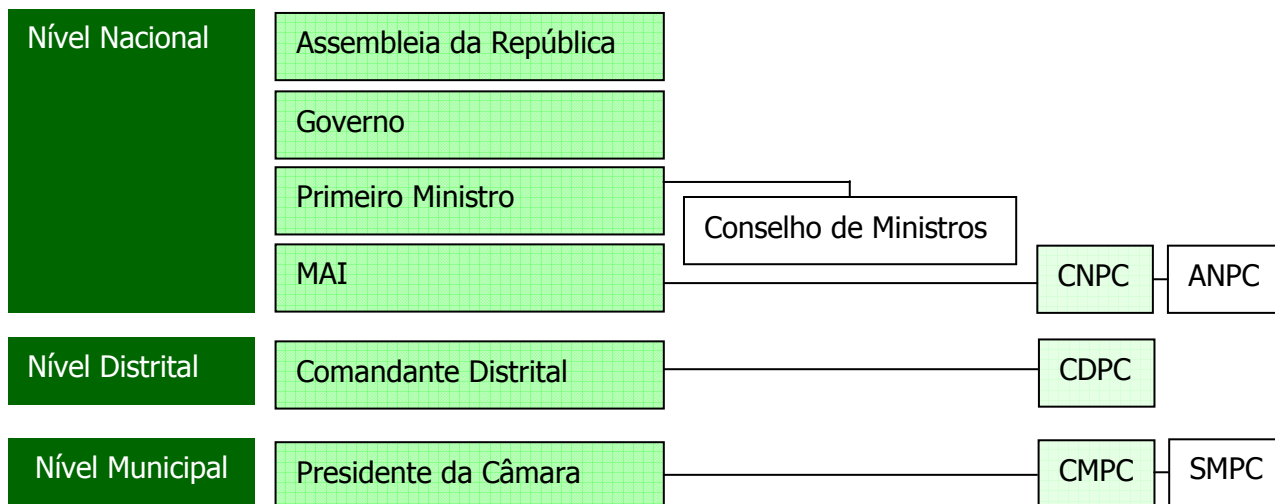 Nível Nacional
Assembleia da República
Governo
Primeiro Ministro
Conselho de Ministros
MAI
CNPC
ANPC
Nível Distrital
Comandante Distrital
CDPC
Nível Municipal
Presidente da Câmara
CMPC
SMPC